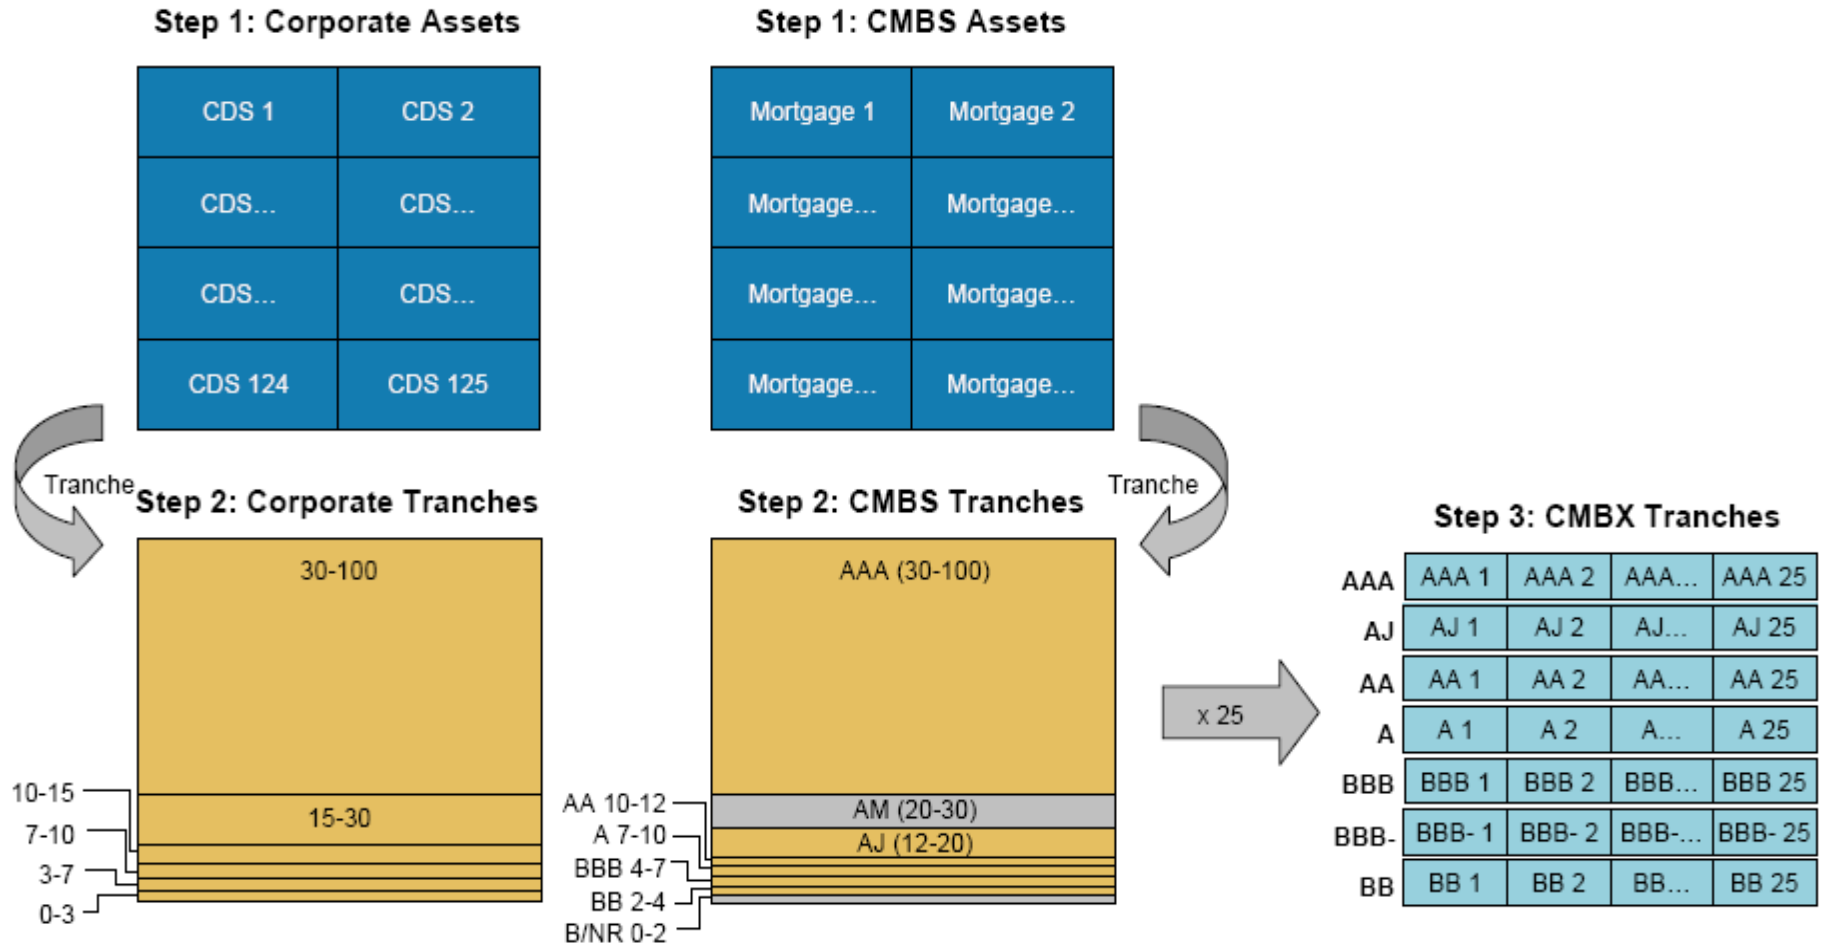 Step 1: Corporate Assets
CDS 1 CDS 2
CDS... CDS...
CDS... CDS...
CDS 124 CDS 125
Tranche
Step 1: CMBS Assets
Mortgage 1 Mortgage 2
Mortgage... Mortgage...
Mortgage... Mortgage...
Mortgage... Mortgage...
Tranche
Step 2: Corporate Tranches
30-100
15-30
10-15
7-10
3-7
0-3
Step 2: CMBS Tranches
AAA (30-100)
AM (20-30)
AJ (12-20)
AA 10-12
A 7-10
BBB 4-7
BB 2-4
B/NR 0-2
x 25
Step 3: CMBX Tranches
AAA AAA 1 AAA 2 AAA... AAA 25
AJ AJ 1 AJ 2 AJ... AJ 25
AA AA 1 AA 2 AA... AA 25
A A 1 A 2 A... A 25
BBB BBB 1 BBB 2 BBB... BBB 25
BBB- BBB- 1 BBB- 2 BBB-... BBB- 25
BB BB 1 BB 2 BB... BB 25